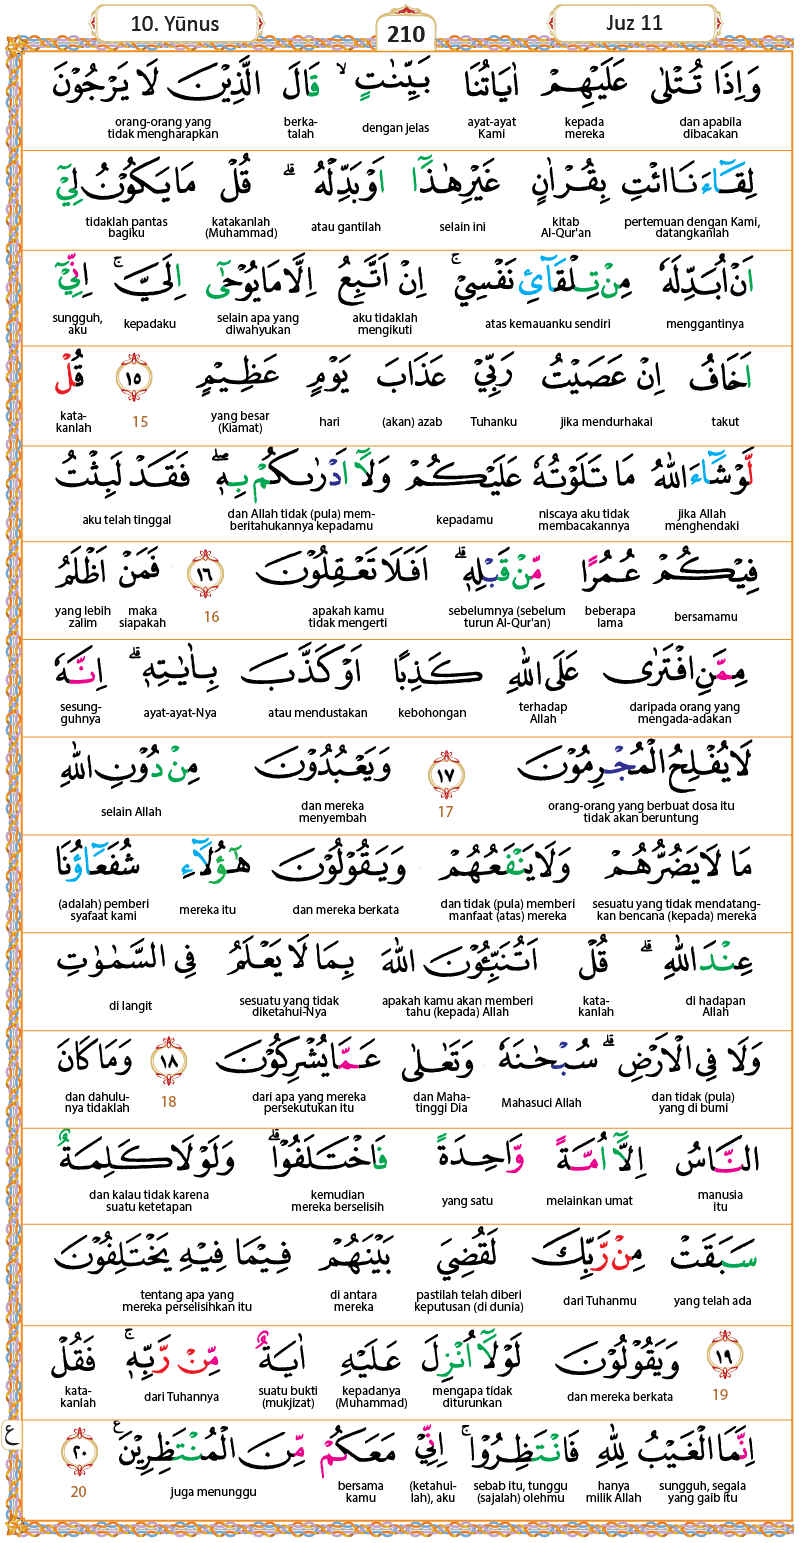 10. Yūnus
210
Juz 11
وَاِذَا تُتْلٰى عَلَيْهِمْ اٰيَاتُنَا بَيِّنٰتٍۙ قَالَ الَّذِيْنَ لَا يَرْجُوْنَ
dan apabila dibacakan kepada mereka ayat-ayat Kami dengan jelas berka-talah orang-orang yang tidak mengharapkan
لِقَاۤءَنَا ائْتِ بِقُرْاٰنٍ غَيْرِ هٰذَآ اَوْ بَدِّلْهُۗ قُلْ مَا يَكُوْنُ لِيْٓ
pertemuan dengan Kami, datangkanlah kitab Al-Qur'an selain ini atau gantilah katakanlah (Muhammad) tidaklah pantas bagiku
اَنْ اُبَدِّلَهٗ مِنْ تِلْقَاۤئِ نَفْسِيْۚ اِنْ اَتَّبِعُ اِلَّا مَا يُوْحٰٓى اِلَيَّۚ اِنِّيْٓ
menggantinya atas kemauanku sendiri aku tidaklah mengikuti selain apa yang diwahyukan kepadaku sungguh, aku
اَخَافُ اِنْ عَصَيْتُ رَبِّيْ عَذَابَ يَوْمٍ عَظِيْمٍ ١٥ قُلْ
takut jika mendurhakai Tuhanku (akan) azab hari yang besar (Kiamat) 15 kata-kanlah
لَّوْ شَاۤءَ اللّٰهُ مَا تَلَوْتُهٗ عَلَيْكُمْ وَلَآ اَدْرٰىكُمْ بِهٖۖ فَقَدْ لَبِثْتُ
jika Allah menghendaki niscaya aku tidak membacakannya kepadamu dan Allah tidak (pula) mem-beritahukannya kepadamu aku telah tinggal
فِيْكُمْ عُمُرًا مِّنْ قَبْلِهٖۗ اَفَلَا تَعْقِلُوْنَ ١٦ فَمَنْ اَظْلَمُ
bersamamu beberapa lama sebelumnya (sebelum turun Al-Qur'an) apakah kamu tidak mengerti 16 maka siapakah yang lebih zalim
مِمَّنِ افْتَرٰى عَلَى اللّٰهِ كَذِبًا اَوْ كَذَّبَ بِاٰيٰتِهٖۗ اِنَّهٗ
daripada orang yang mengada-adakan terhadap Allah kebohongan atau mendustakan ayat-ayat-Nya sesung-guhnya
لَا يُفْلِحُ الْمُجْرِمُوْنَ ١٧ وَيَعْبُدُوْنَ مِنْ دُوْنِ اللّٰهِ
orang-orang yang berbuat dosa itu tidak akan beruntung 17 dan mereka menyembah selain Allah
مَا لَا يَضُرُّهُمْ وَلَا يَنْفَعُهُمْ وَيَقُوْلُوْنَ هٰٓؤُلَاۤءِ شُفَعَاۤؤُنَا
sesuatu yang tidak mendatang-kan bencana (kepada) mereka dan tidak (pula) memberi manfaat (atas) mereka dan mereka berkata mereka itu (adalah) pemberi syafaat kami
عِنْدَ اللّٰهِۗ قُلْ اَتُنَبِّـُٔوْنَ اللّٰهَ بِمَا لَا يَعْلَمُ فِى السَّمٰوٰتِ
di hadapan Allah kata-kanlah apakah kamu akan memberi tahu (kepada) Allah sesuatu yang tidak diketahui-Nya di langit
وَلَا فِى الْاَرْضِۗ سُبْحٰنَهٗ وَتَعٰلٰى عَمَّا يُشْرِكُوْنَ ١٨ وَمَا كَانَ
dan tidak (pula) yang di bumi Mahasuci Allah dan Maha-tinggi Dia dari apa yang mereka persekutukan itu 18 dan dahulu-nya tidaklah
النَّاسُ اِلَّآ اُمَّةً وَّاحِدَةً فَاخْتَلَفُوْاۗ وَلَوْلَا كَلِمَةٌ
manusia itu melainkan umat yang satu kemudian mereka berselisih dan kalau tidak karena suatu ketetapan
سَبَقَتْ مِنْ رَّبِّكَ لَقُضِيَ بَيْنَهُمْ فِيْمَا فِيْهِ يَخْتَلِفُوْنَ
yang telah ada dari Tuhanmu pastilah telah diberi keputusan (di dunia) di antara mereka tentang apa yang mereka perselisihkan itu
١٩ وَيَقُوْلُوْنَ لَوْلَآ اُنْزِلَ عَلَيْهِ اٰيَةٌ مِّنْ رَّبِّهٖۚ فَقُلْ
19 dan mereka berkata mengapa tidak diturunkan kepadanya (Muhammad) suatu bukti (mukjizat) dari Tuhannya kata-kanlah
اِنَّمَا الْغَيْبُ لِلّٰهِ فَانْتَظِرُوْاۚ اِنِّيْ مَعَكُمْ مِّنَ الْمُنْتَظِرِيْنَ ࣖ ٢٠ ع
sungguh, segala yang gaib itu hanya milik Allah sebab itu, tunggu (sajalah) olehmu (ketahui-lah), aku bersama kamu juga menunggu 20